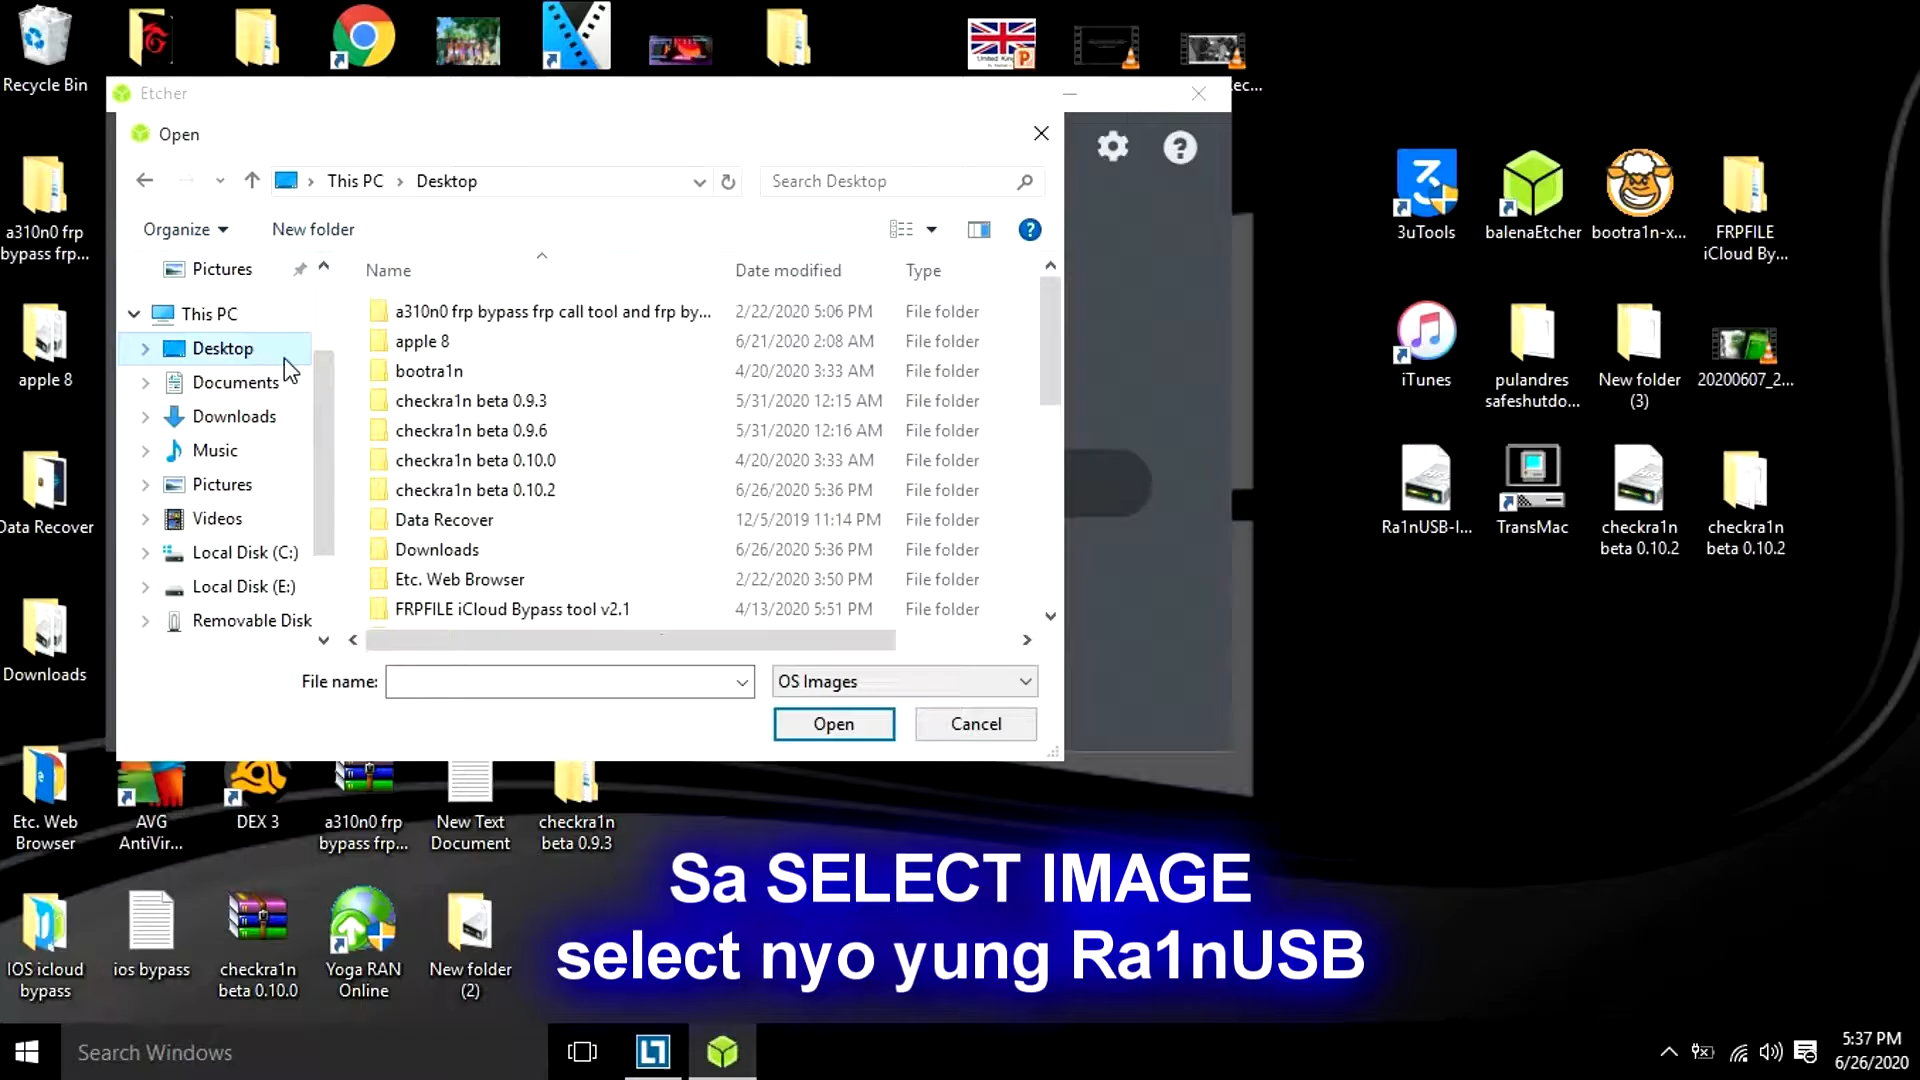 Recycle Bin
ec...
United King
Etcher
Open
This PC
Desktop
Search Desktop
Organize
New folder
Name
Date modified
Type
Pictures
This PC
Desktop
Documents
Downloads
Music
Pictures
Videos
Local Disk (C:)
Local Disk (E:)
Removable Disk
a310n0 frp bypass frp call tool and frp by... 2/22/2020 5:06 PM File folder
apple 8 6/21/2020 2:08 AM File folder
bootra1n 4/20/2020 3:33 AM File folder
checkra1n beta 0.9.3 5/31/2020 12:15 AM File folder
checkra1n beta 0.9.6 5/31/2020 12:16 AM File folder
checkra1n beta 0.10.0 4/20/2020 3:33 AM File folder
checkra1n beta 0.10.2 6/26/2020 5:36 PM File folder
Data Recover 12/5/2019 11:14 PM File folder
Downloads 6/26/2020 5:36 PM File folder
Etc. Web Browser 2/22/2020 3:50 PM File folder
FRPFILE iCloud Bypass tool v2.1 4/13/2020 5:51 PM File folder
File name:
OS Images
Open
Cancel
a310n0 frp
bypass frp...
apple 8
Data Recover
Downloads
3uTools
balenaEtcher
bootra1n-x...
FRPFILE
iCloud By...
iTunes
pulandres
safeshutdo...
New folder
(3)
20200607_2...
Ra1nUSB-I...
TransMac
checkra1n
beta 0.10.2
checkra1n
beta 0.10.2
Etc. Web
Browser
AVG
AntiVir...
DEX 3
a310n0 frp
bypass frp...
New Text
Document
checkra1n
beta 0.9.3
IOS icloud
bypass
ios bypass
checkra1n
beta 0.10.0
Yoga RAN
Online
New folder
(2)
Sa SELECT IMAGE
select nyo yung Ra1nUSB
Search Windows
5:37 PM
6/26/2020